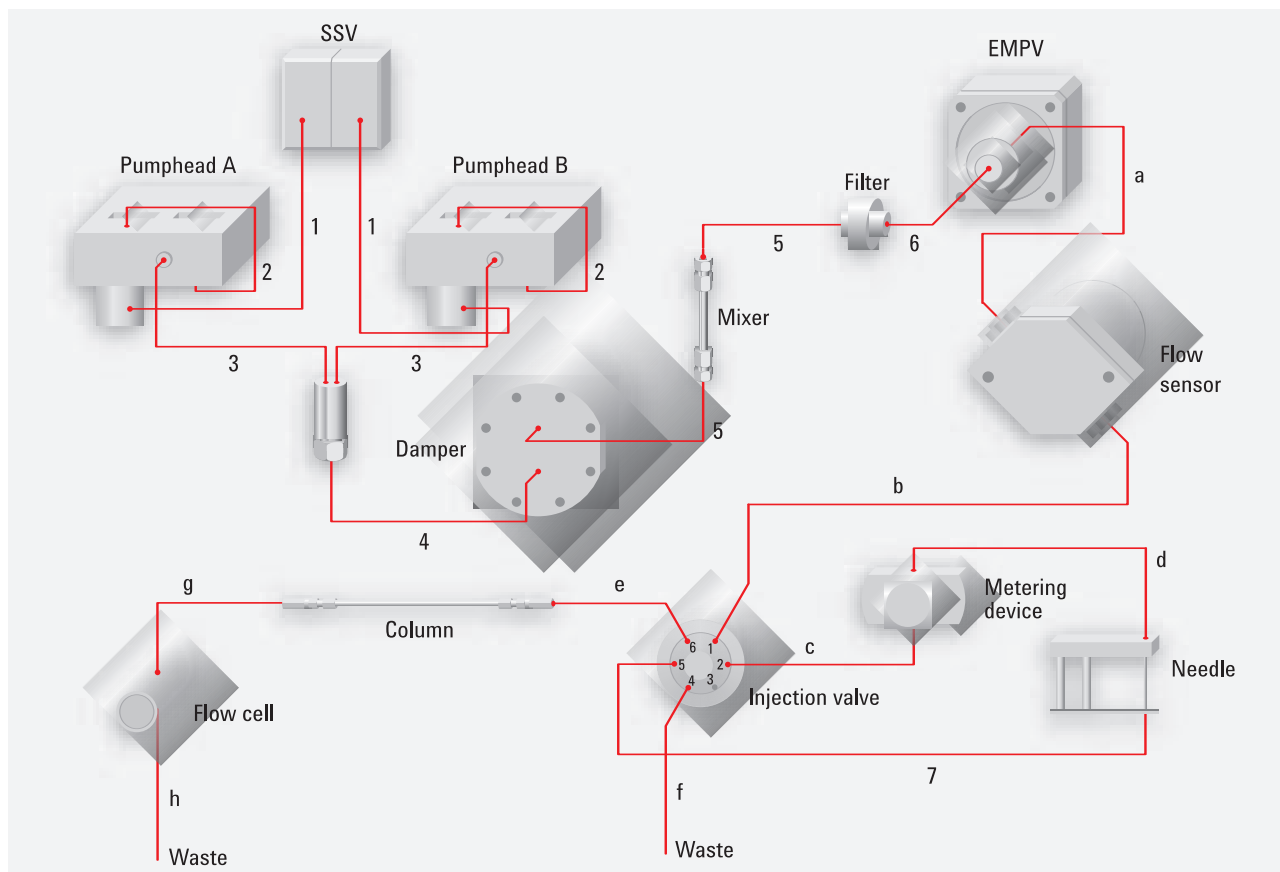 SSV
EMPV
Pumphead A
Pumphead B
Filter
a
1
1
5
6
2
2
Mixer
3
3
Flow
sensor
5
Damper
b
4
d
g
e
Metering
device
Column
c
6
1
5
2
4
3
Needle
Injection valve
Flow cell
7
f
h
Waste
Waste